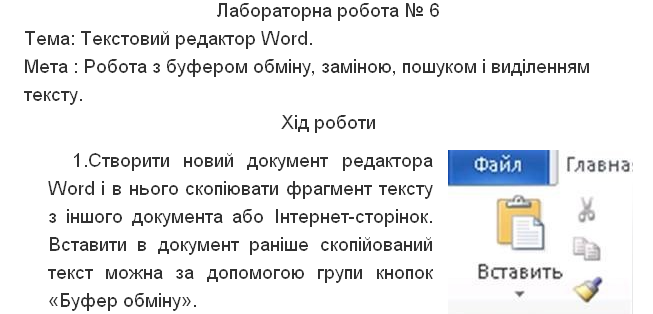 Лабораторна робота № 6
Тема: Текстовий редактор Word.
Мета : Робота з буфером обміну, заміною, пошуком і виділенням
тексту.
Хід роботи
1.Створити новий документ редактора
Word і в нього скопіювати фрагмент тексту
з іншого документа або Інтернет-сторінок.
Вставити в документ раніше скопійований
текст можна за допомогою групи кнопок
«Буфер обміну».
Файл Главна
Вставить